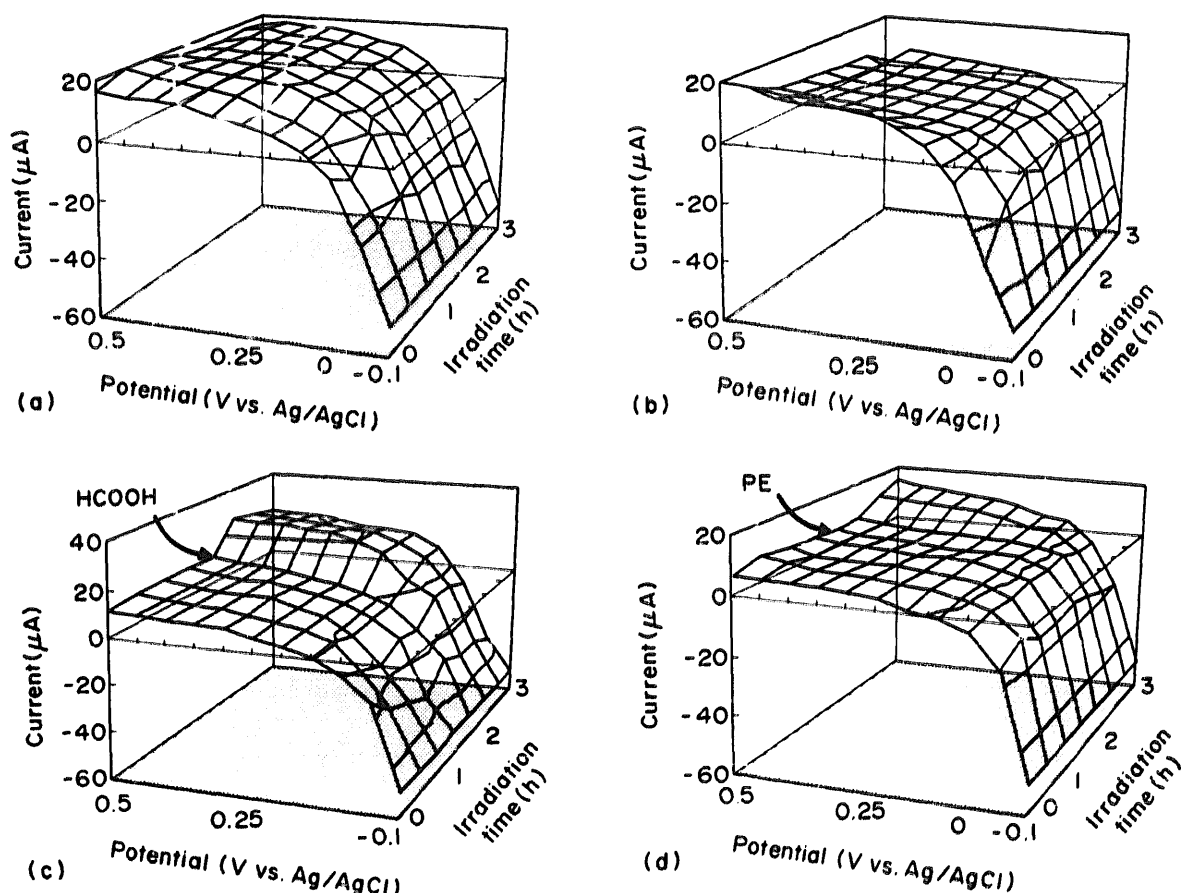 20
0
-20
-40
-60
Current (μA)
0.5
0.25
0
-0.1
Potential (V vs. Ag/AgCl)
0
1
2
3
Irradiation
time (h)
(a)
20
0
-20
-40
-60
Current (μA)
0.5
0.25
0
-0.1
Potential (V vs. Ag/AgCl)
0
1
2
3
Irradiation
time (h)
(b)
HCOOH
40
20
0
-20
-40
-60
Current (μA)
0.5
0.25
-0.1
Potential (V vs. Ag/AgCl)
0
1
2
3
Irradiation
time (h)
(c)
PE
20
0
-20
-40
-60
Current (μA)
0.5
0.25
0
-0.1
Potential (V vs. Ag/AgCl)
0
1
2
3
Irradiation
time (h)
(d)